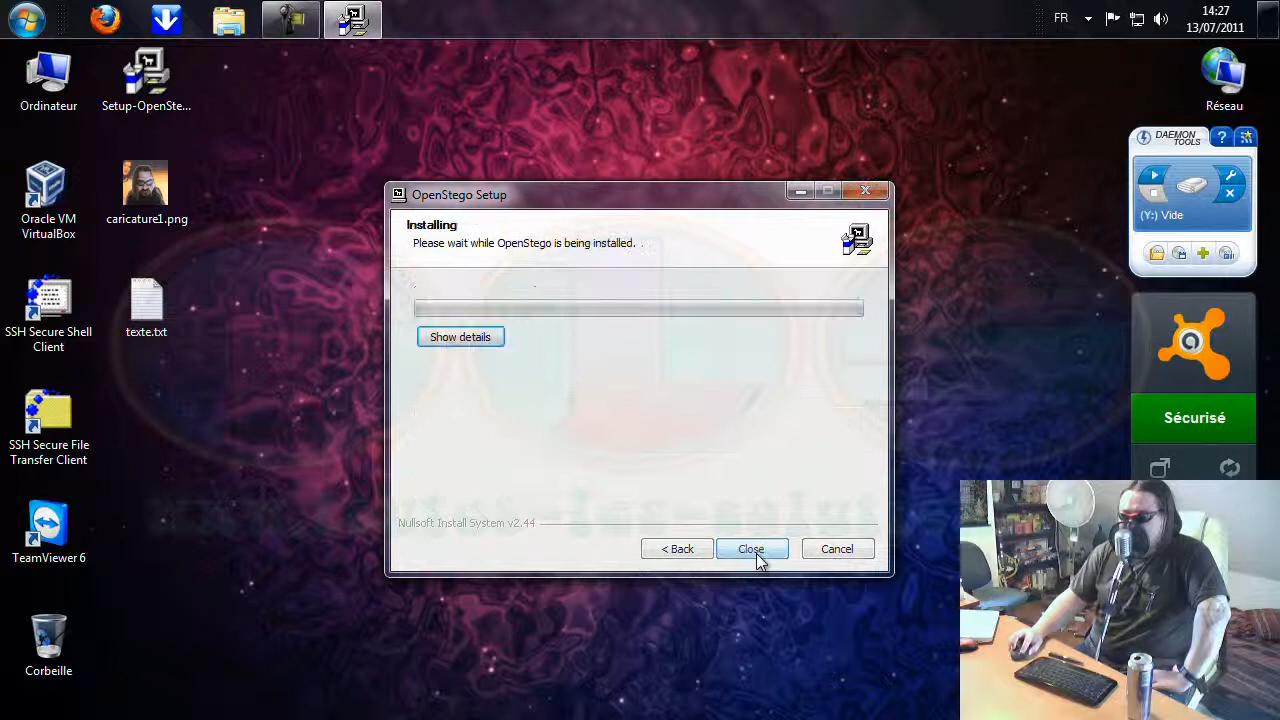 FR
14:27
13/07/2011
Ordinateur
Setup-OpenSte...
Réseau
DAEMON
TOOLS
?
(Y:) Vide
Oracle VM
VirtualBox
caricature1.png
SSH Secure Shell
Client
texte.txt
SSH Secure File
Transfer Client
TeamViewer 6
Corbeille
OpenStego Setup
Installing
Please wait while OpenStego is being installed.
Show details
Nullsoft Install System v2.44
< Back
Close
Cancel
Sécurisé